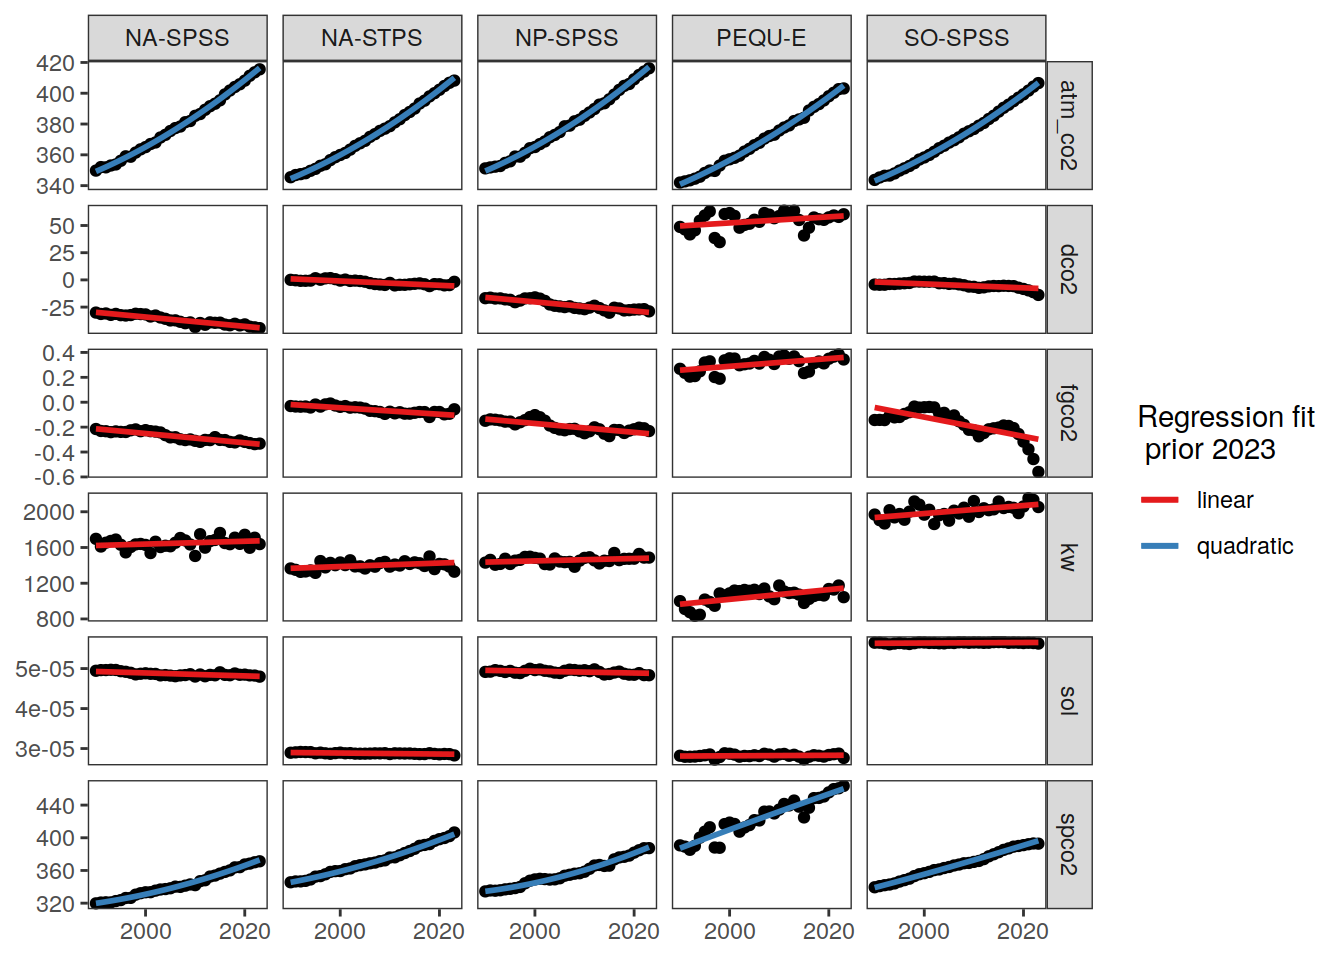 NA-SPSS NA-STPS NP-SPSS PEQU-E SO-SPSS
420
400
380
360
340
atm_co2
50
25
0
-25
dco2
0.4
0.2
0.0
-0.2
-0.4
-0.6
fgco2
2000
1600
1200
800
kw
5e-05
4e-05
3e-05
sol
440
400
360
320
spco2
2000 2020 2000 2020 2000 2020 2000 2020 2000 2020
Regression fit
prior 2023
linear
quadratic